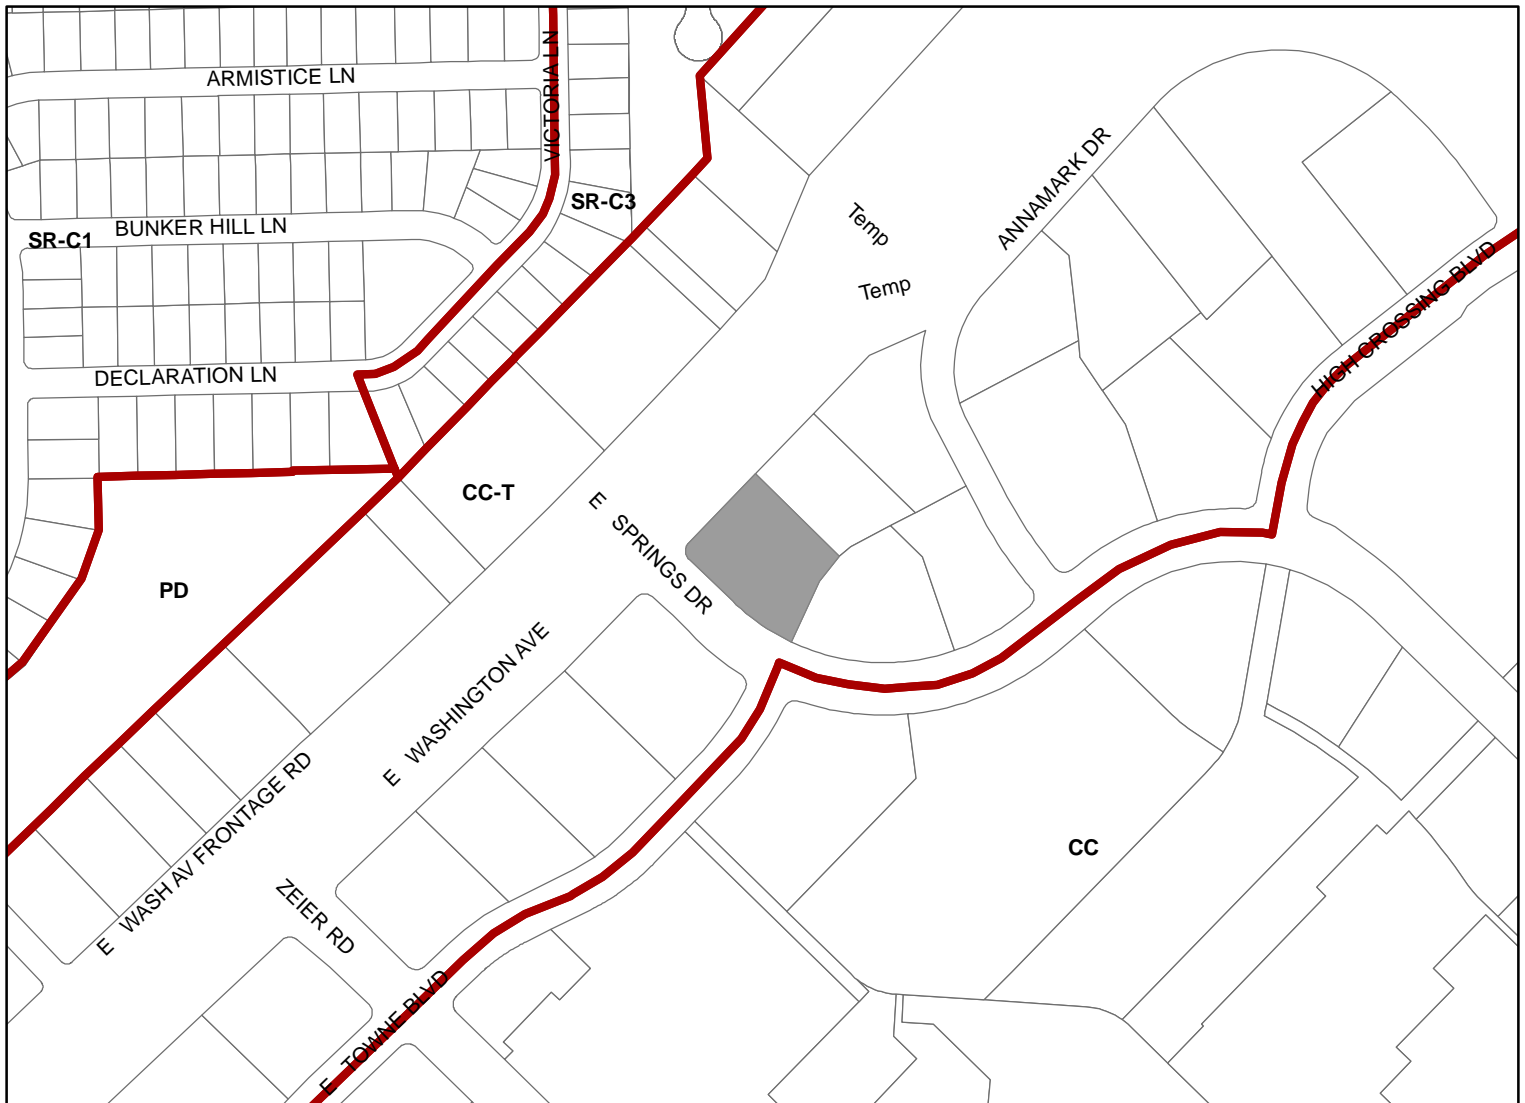 ARMISTICE LN
VICTORIA LN
SR-C3
BUNKER HILL LN
SR-C1
Temp
Temp
ANNAMARK DR
HIGH CROSSING BLVD
DECLARATION LN
CC-T
E SPRINGS DR
PD
E WASHINGTON AVE
E WASH AV FRONTAGE RD
CC
ZEIER RD
E TOWNE BLVD